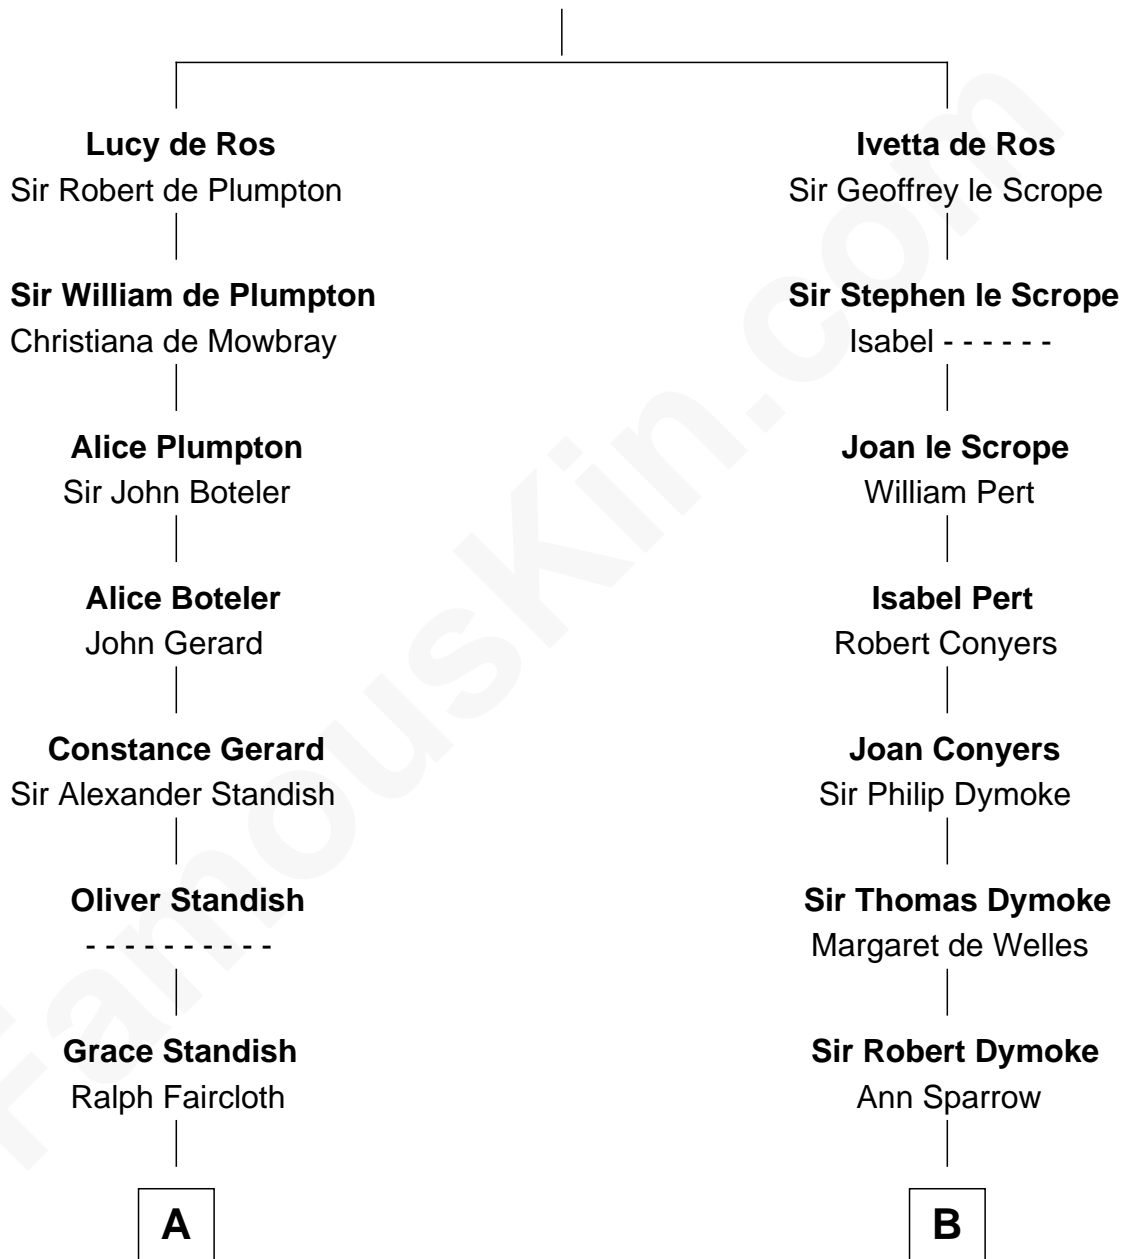 Lucy de Ros
Sir Robert de Plumpton
Sir William de Plumpton
Christiana de Mowbray
Alice Plumpton
Sir John Boteler
Alice Boteler
John Gerard
Constance Gerard
Sir Alexander Standish
Oliver Standish
- - - - - - - - - -
Grace Standish
Ralph Faircloth
A
Ivetta de Ros
Sir Geoffrey le Scrope
Sir Stephen le Scrope
Isabel - - - - - -
Joan le Scrope
William Pert
Isabel Pert
Robert Conyers
Joan Conyers
Sir Philip Dymoke
Sir Thomas Dymoke
Margaret de Welles
Sir Robert Dymoke
Ann Sparrow
B
FamousKin.com